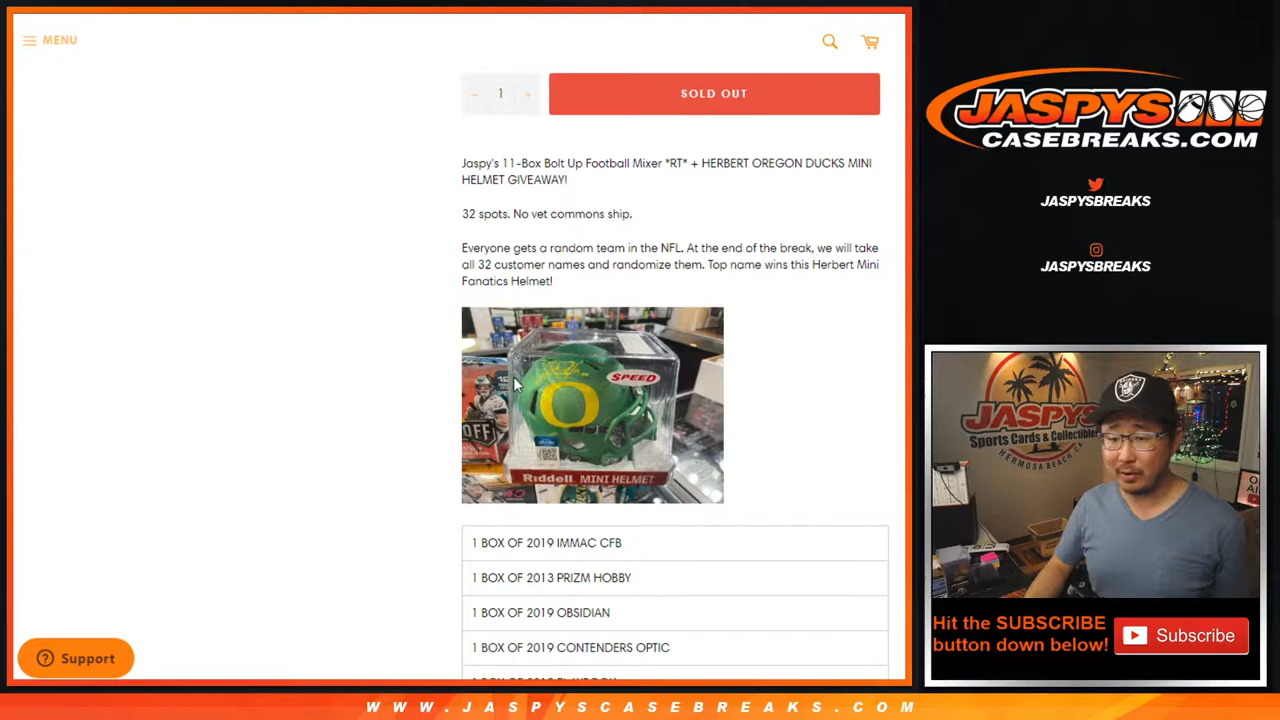 MENU
1
SOLD OUT
Jaspy's 11-Box Bolt Up Football Mixer *RT* + HERBERT OREGON DUCKS MINI
HELMET GIVEAWAY!
32 spots. No vet commons ship.
Everyone gets a random team in the NFL. At the end of the break, we will take
all 32 customer names and randomize them. Top name wins this Herbert Mini
Fanatics Helmet!
SPEED
O
OFF
Riddell MINI HELMET
1 BOX OF 2019 IMMAC CFB
1 BOX OF 2013 PRIZM HOBBY
1 BOX OF 2019 OBSIDIAN
1 BOX OF 2019 CONTENDERS OPTIC
Support
JASPYS
CASEBREAKS.COM
JASPYSBREAKS
JASPYSBREAKS
JASPYS
Sports Cards & Collectibles
HERMOSA BEACH, CA
RAIDERS
Hit the SUBSCRIBE
button down below!
Subscribe
WWW.JASPYSCASEBREAKS.COM